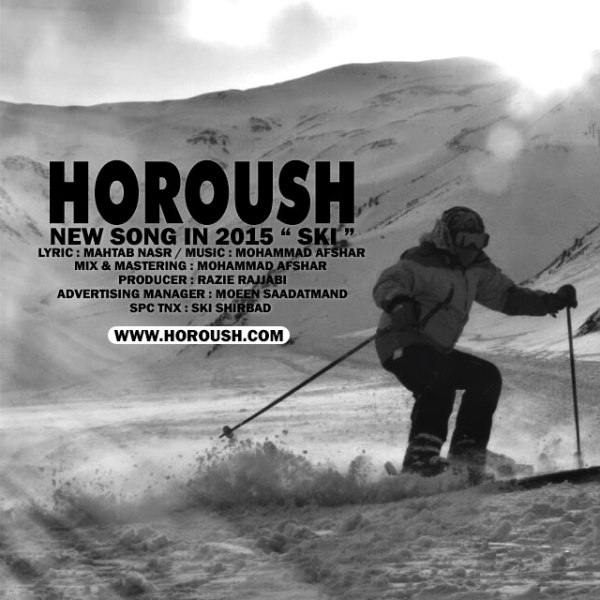 HOROUSH
NEW SONG IN 2015 “ SKI ”
LYRIC : MAHTAB NASR / MUSIC : MOHAMMAD AFSHAR
MIX & MASTERING : MOHAMMAD AFSHAR
PRODUCER : RAZIE RAJJABI
ADVERTISING MANAGER : MOEEN SAADATMAND
SPC TNX : SKI SHIRBAD
WWW.HOROUSH.COM